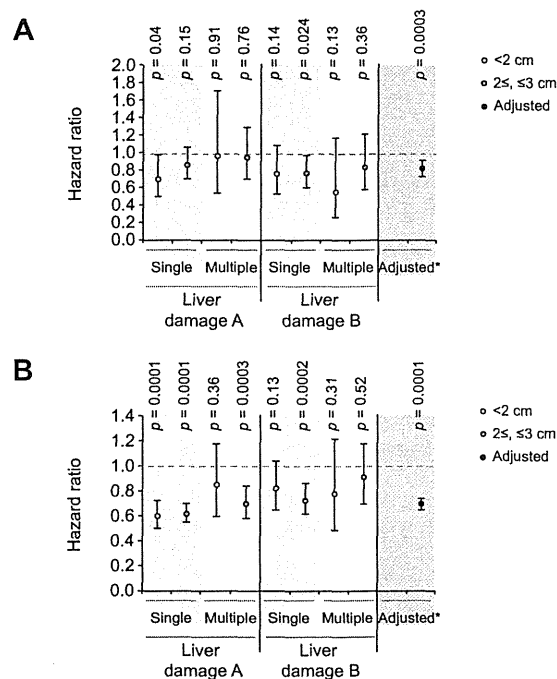 A
p = 0.04
p = 0.15
p = 0.91
p = 0.76
p = 0.14
p = 0.024
p = 0.13
p = 0.36
p = 0.0003
2.0
1.8
1.6
1.4
1.2
1.0
0.8
0.6
0.4
0.2
0.0
Hazard ratio
<2 cm
2≤, ≤3 cm
Adjusted
Single
Multiple
Single
Multiple
Adjusted*
Liver
damage A
Liver
damage B
B
p = 0.0001
p = 0.0001
p = 0.36
p = 0.0003
p = 0.13
p = 0.0002
p = 0.31
p = 0.52
p = 0.0001
1.4
1.2
1.0
0.8
0.6
0.4
0.2
0.0
Hazard ratio
<2 cm
2≤, ≤3 cm
Adjusted
Single
Multiple
Single
Multiple
Adjusted*
Liver
damage A
Liver
damage B